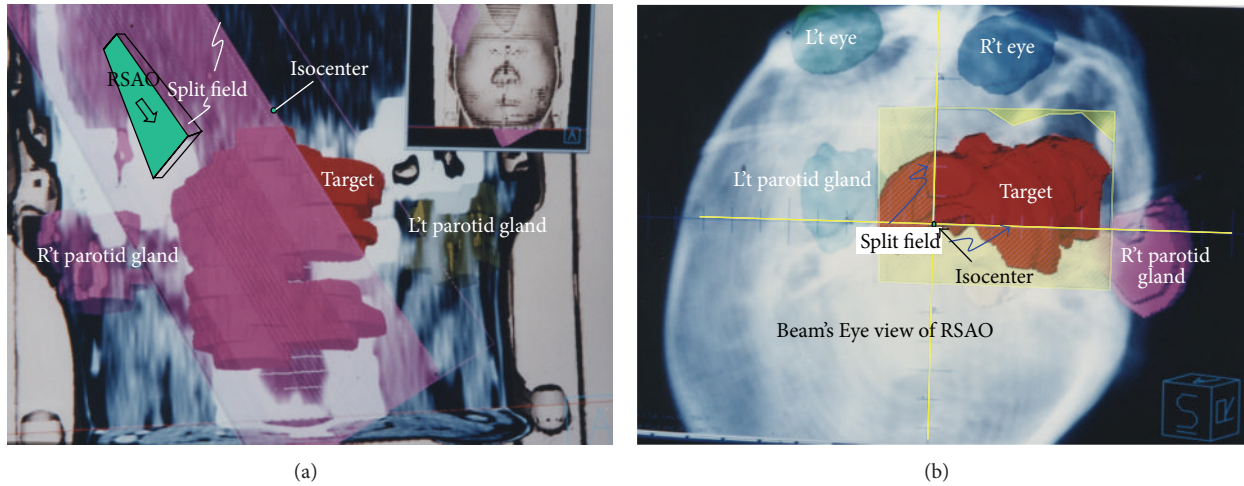 RSAO
Split field
Isocenter
Target
L't parotid gland
R't parotid gland
A
(a)
L't eye
R't eye
L't parotid gland
Target
Split field
Isocenter
R't parotid
gland
Beam's Eye view of RSAO
S
R
(b)